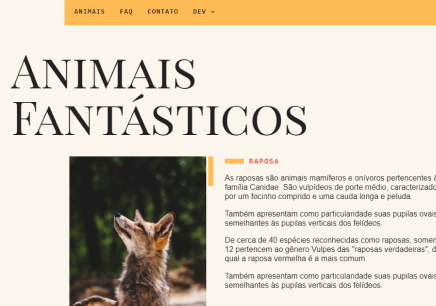 ANIMAIS FAQ CONTATO DEV →
ANIMAIS
FANTÁSTICOS
RAPOSA
As raposas são animais mamíferos e onívoros pertencentes
família Canidae. São vulpídeos de porte médio, caracterizado
por um focinho comprido e uma cauda longa e peluda.
Também apresentam como particularidade suas pupilas ovais
semelhantes às pupilas verticais dos felídeos.
De cerca de 40 espécies reconhecidas como raposas, somen
12 pertencem ao gênero Vulpes das "raposas verdadeiras", d
qual a raposa vermelha é a mais comum.
Também apresentam como particularidade suas pupilas ovais
semelhantes às pupilas verticais dos felídeos.